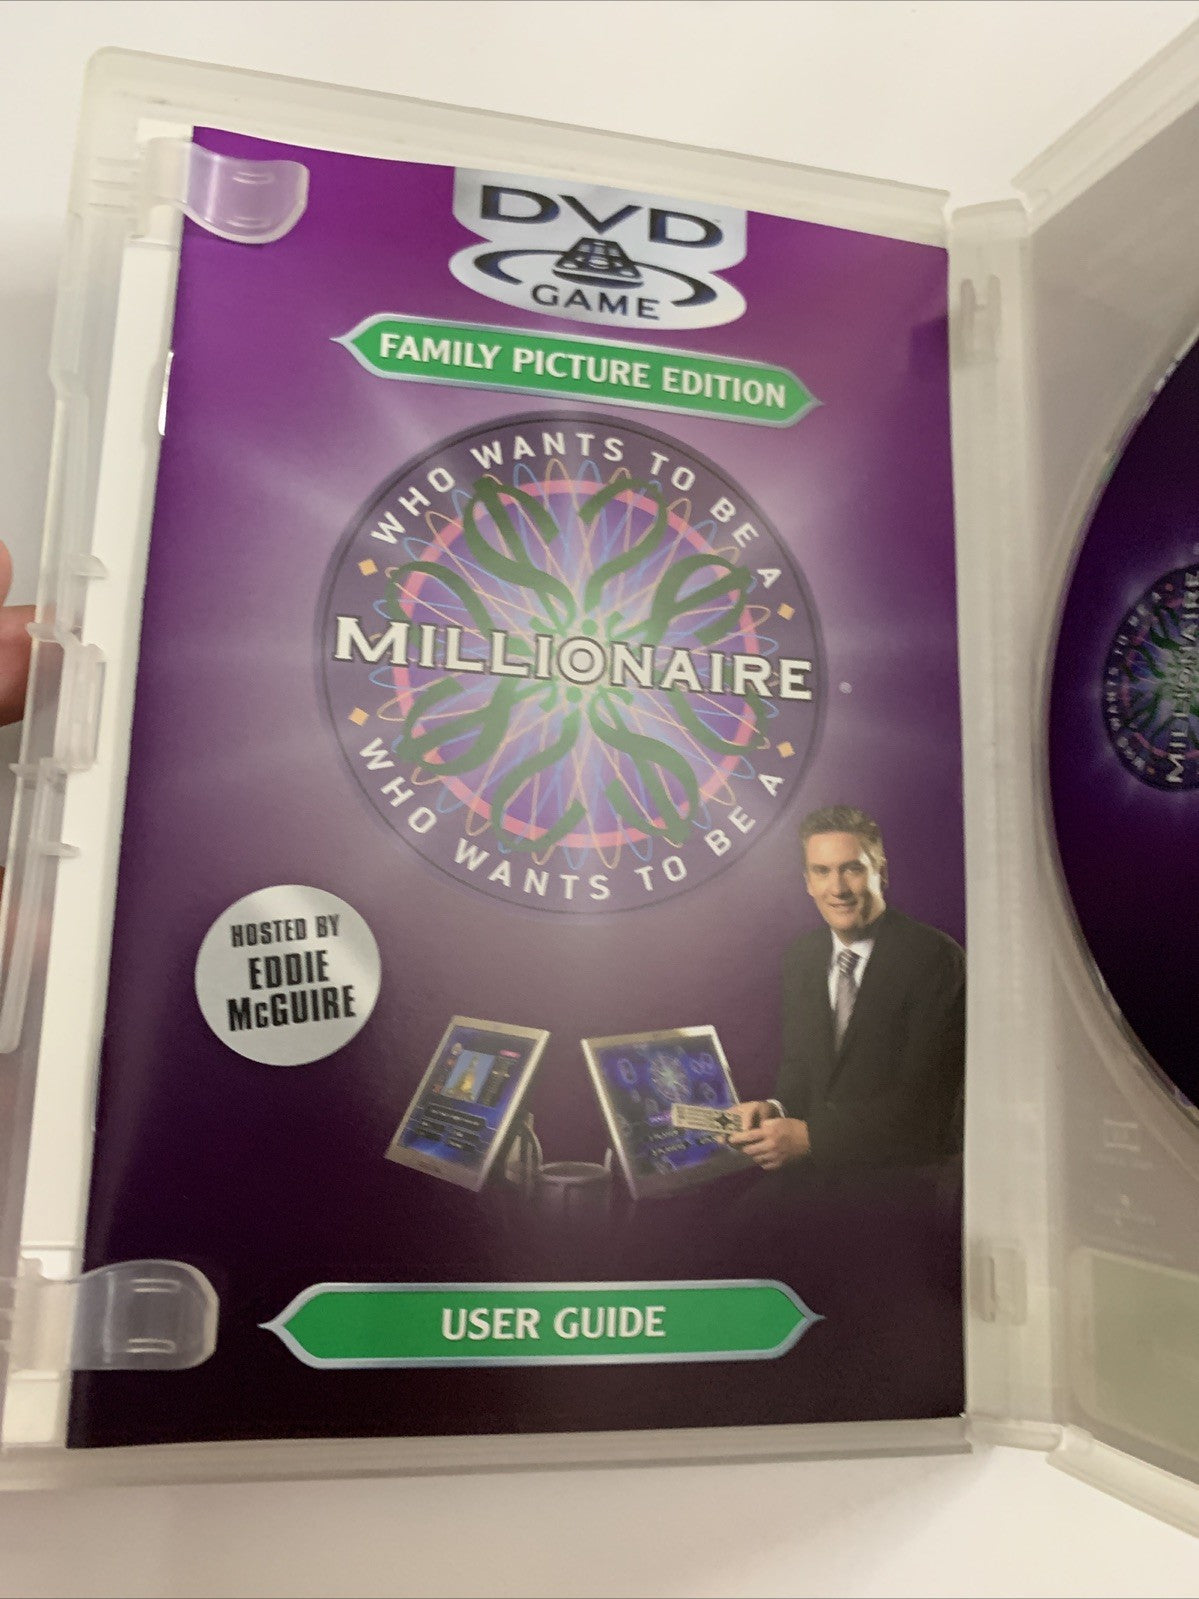 DVD
GAME
FAMILY PICTURE EDITION
WHO WANTS TO BE A
MILLIONAIRE
WHO WANTS TO BE A
HOSTED BY
EDDIE
McGUIRE
USER GUIDE
MILLIONAIRE